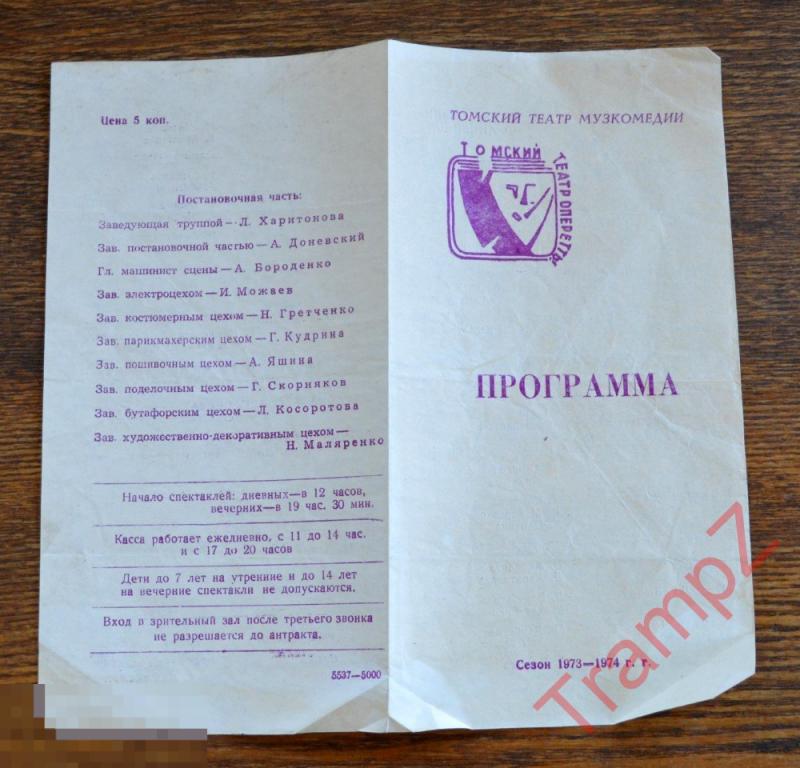 Цена 5 коп.
Постановочная часть:
Заведующая труппой—Л. Харитонова
Зав. постановочной частью—А. Доневский
Гл. машинист сцены—А. Бороденко
Зав. электроцехом—И. Можаев
Зав. костюмерным цехом—Н. Гретченко
Зав. парикмахерским цехом—Г. Кудрина
Зав. пошивочным цехом—А. Яшина
Зав. поделочным цехом—Г. Скорняков
Зав. бутафорским цехом—Л. Косоротова
Зав. художественно-декоративным цехом—
Н. Маляренко
Начало спектаклей: дневных—в 12 часов,
вечерних—в 19 час. 30 мин.
Касса работает ежелневно, с 11 до 14 час.
и с 17 до 20 часов
Дети до 7 лет на утренние и до 14 лет
на вечерние спектакли не допускаются.
Вход в зрительный зал после третьего звонка
не разрешается до антракта.
5537—5000
ТОМСКИЙ ТЕАТР МУЗКОМЕДИИ
ТОМСКИЙ
ТЕАТР ОПЕРЕТТЫ
ПРОГРАММА
Сезон 1973—1974 г. г.
TrampZ